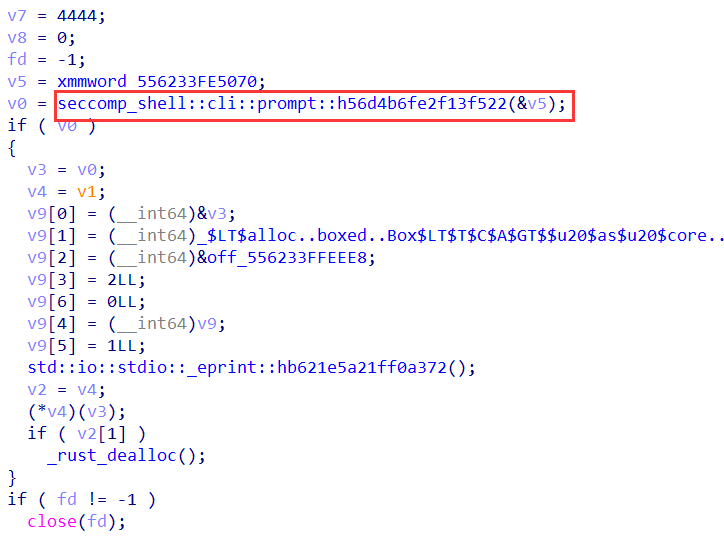 v7 = 4444;
v8 = 0;
fd = -1;
v5 = xmmword_556233FE5070;
v0 = seccomp_shell::cli::prompt::h56d4b6fe2f13f522(&v5);
if ( v0 )
{
v3 = v0;
v4 = v1;
v9[0] = (__int64)&v3;
v9[1] = (__int64)_$LT$alloc..boxed..Box$LT$T$C$A$GT$$u20$as$u20$core..
v9[2] = (__int64)&off_556233FFEEE8;
v9[3] = 2LL;
v9[6] = 0LL;
v9[4] = (__int64)v9;
v9[5] = 1LL;
std::io::stdio::_eprint::hb621e5a21ff0a372();
v2 = v4;
(*v4)(v3);
if ( v2[1] )
_rust_dealloc();
}
if ( fd != -1 )
close(fd);